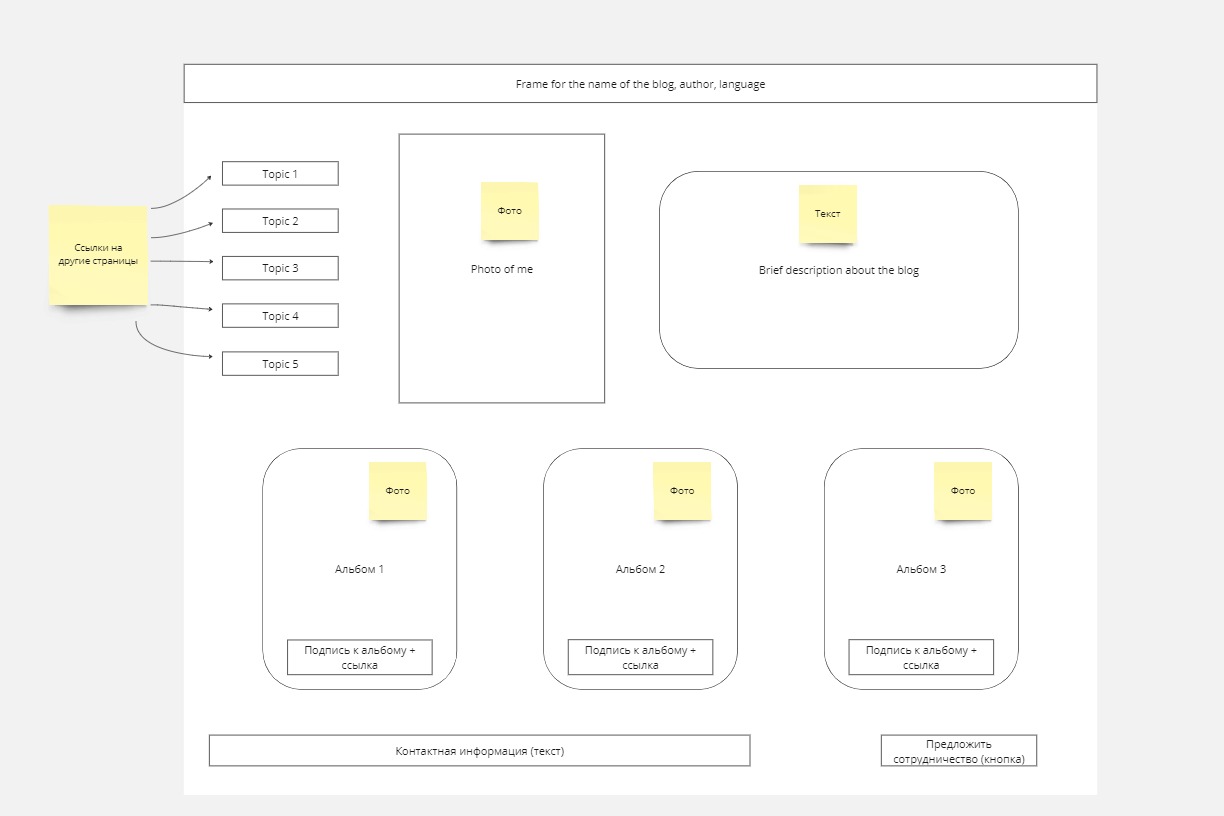 Frame for the name of the blog, author, language
Ссылки на
другие страницы
Topic 1
Topic 2
Topic 3
Topic 4
Topic 5
Фото
Photo of me
Текст
Brief description about the blog
Фото
Альбом 1
Подпись к альбому +
ссылка
Фото
Альбом 2
Подпись к альбому +
ссылка
Фото
Альбом 3
Подпись к альбому +
ссылка
Контактная информация (текст)
Предложить
сотрудничество (кнопка)